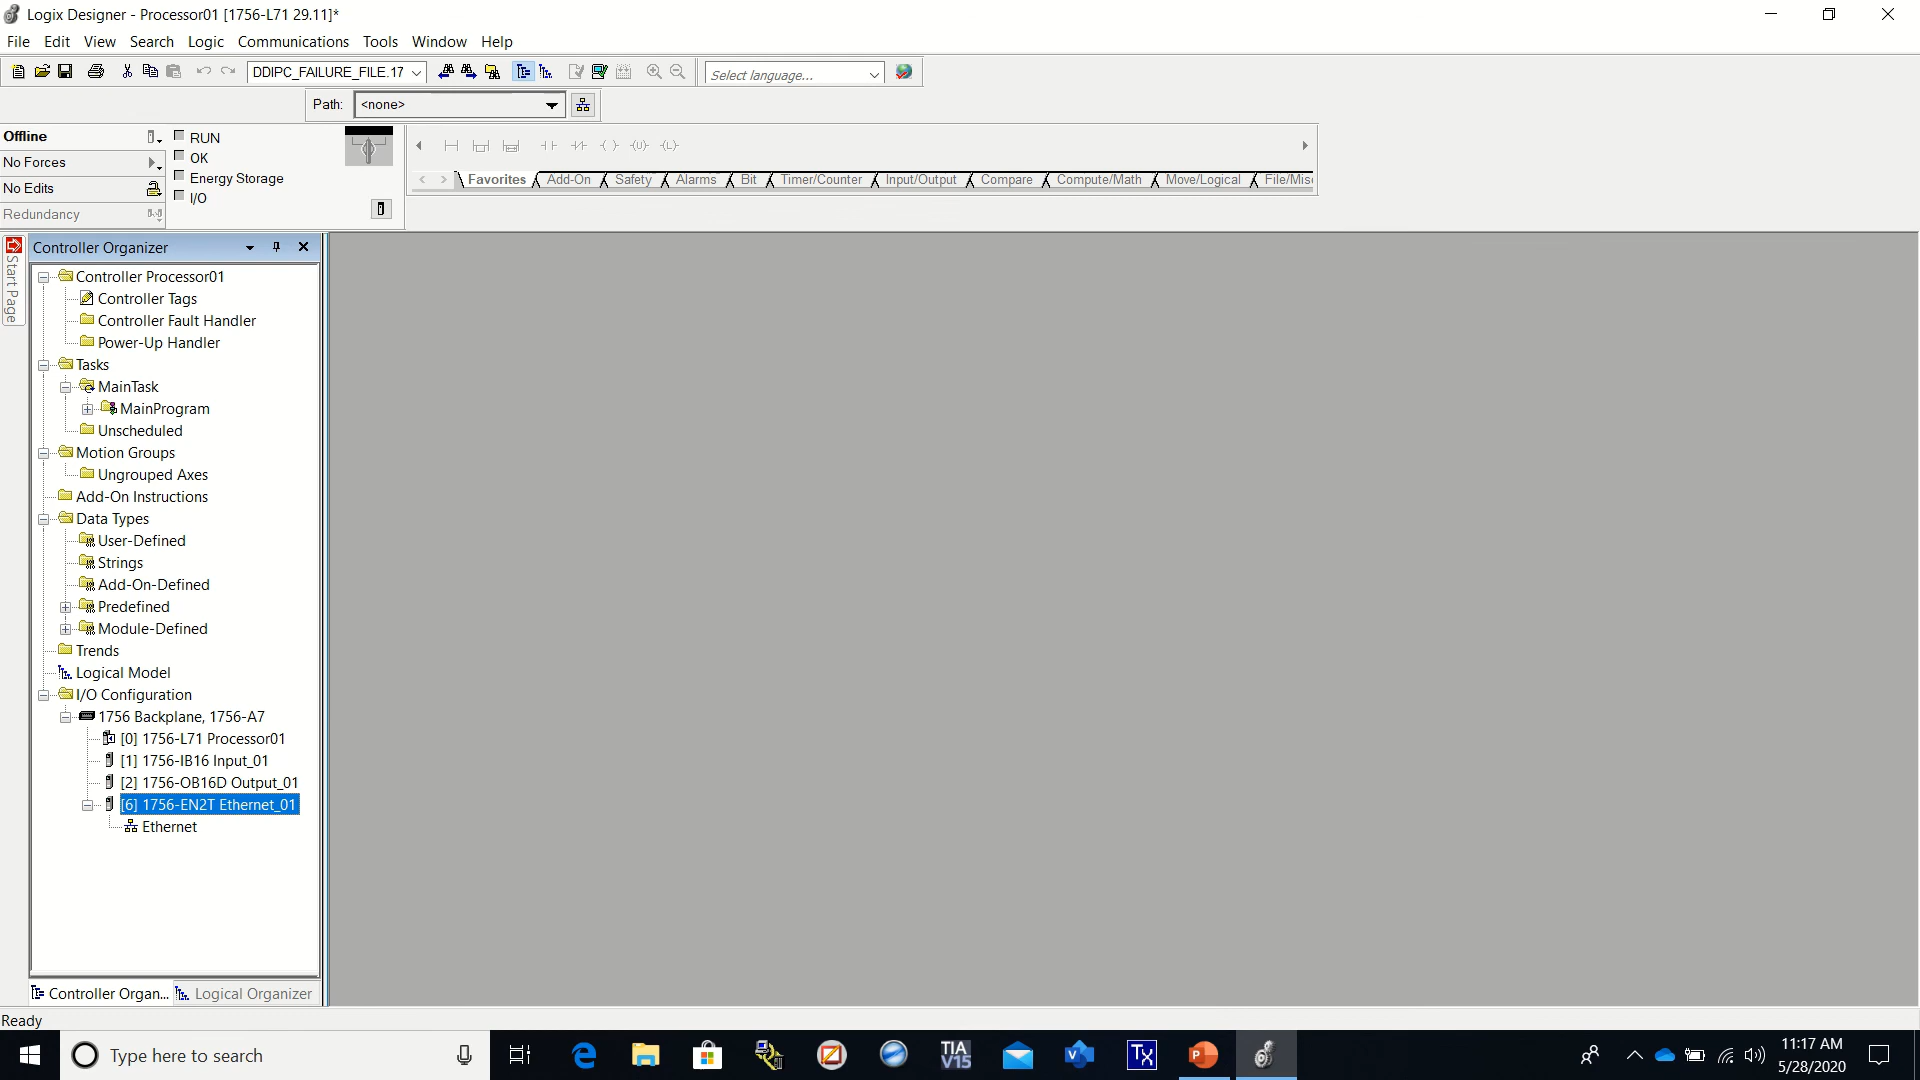 Logix Designer - Processor01 [1756-L71 29.11]*
File Edit View Search Logic Communications Tools Window Help
DDIPC_FAILURE_FILE.17
Select language...
Path: <none>
Offline
No Forces
No Edits
Redundancy
RUN
OK
Energy Storage
I/O
Favorites Add-On Safety Alarms Bit Timer/Counter Input/Output Compare Compute/Math Move/Logical File/Misc
Start Page
Controller Organizer
Controller Processor01
Controller Tags
Controller Fault Handler
Power-Up Handler
Tasks
MainTask
MainProgram
Unscheduled
Motion Groups
Ungrouped Axes
Add-On Instructions
Data Types
User-Defined
Strings
Add-On-Defined
Predefined
Module-Defined
Trends
Logical Model
I/O Configuration
1756 Backplane, 1756-A7
[0] 1756-L71 Processor01
[1] 1756-IB16 Input_01
[2] 1756-OB16D Output_01
[6] 1756-EN2T Ethernet_01
Ethernet
Controller Organ... Logical Organizer
Ready
Type here to search
TIA V15
TX
11:17 AM
5/28/2020